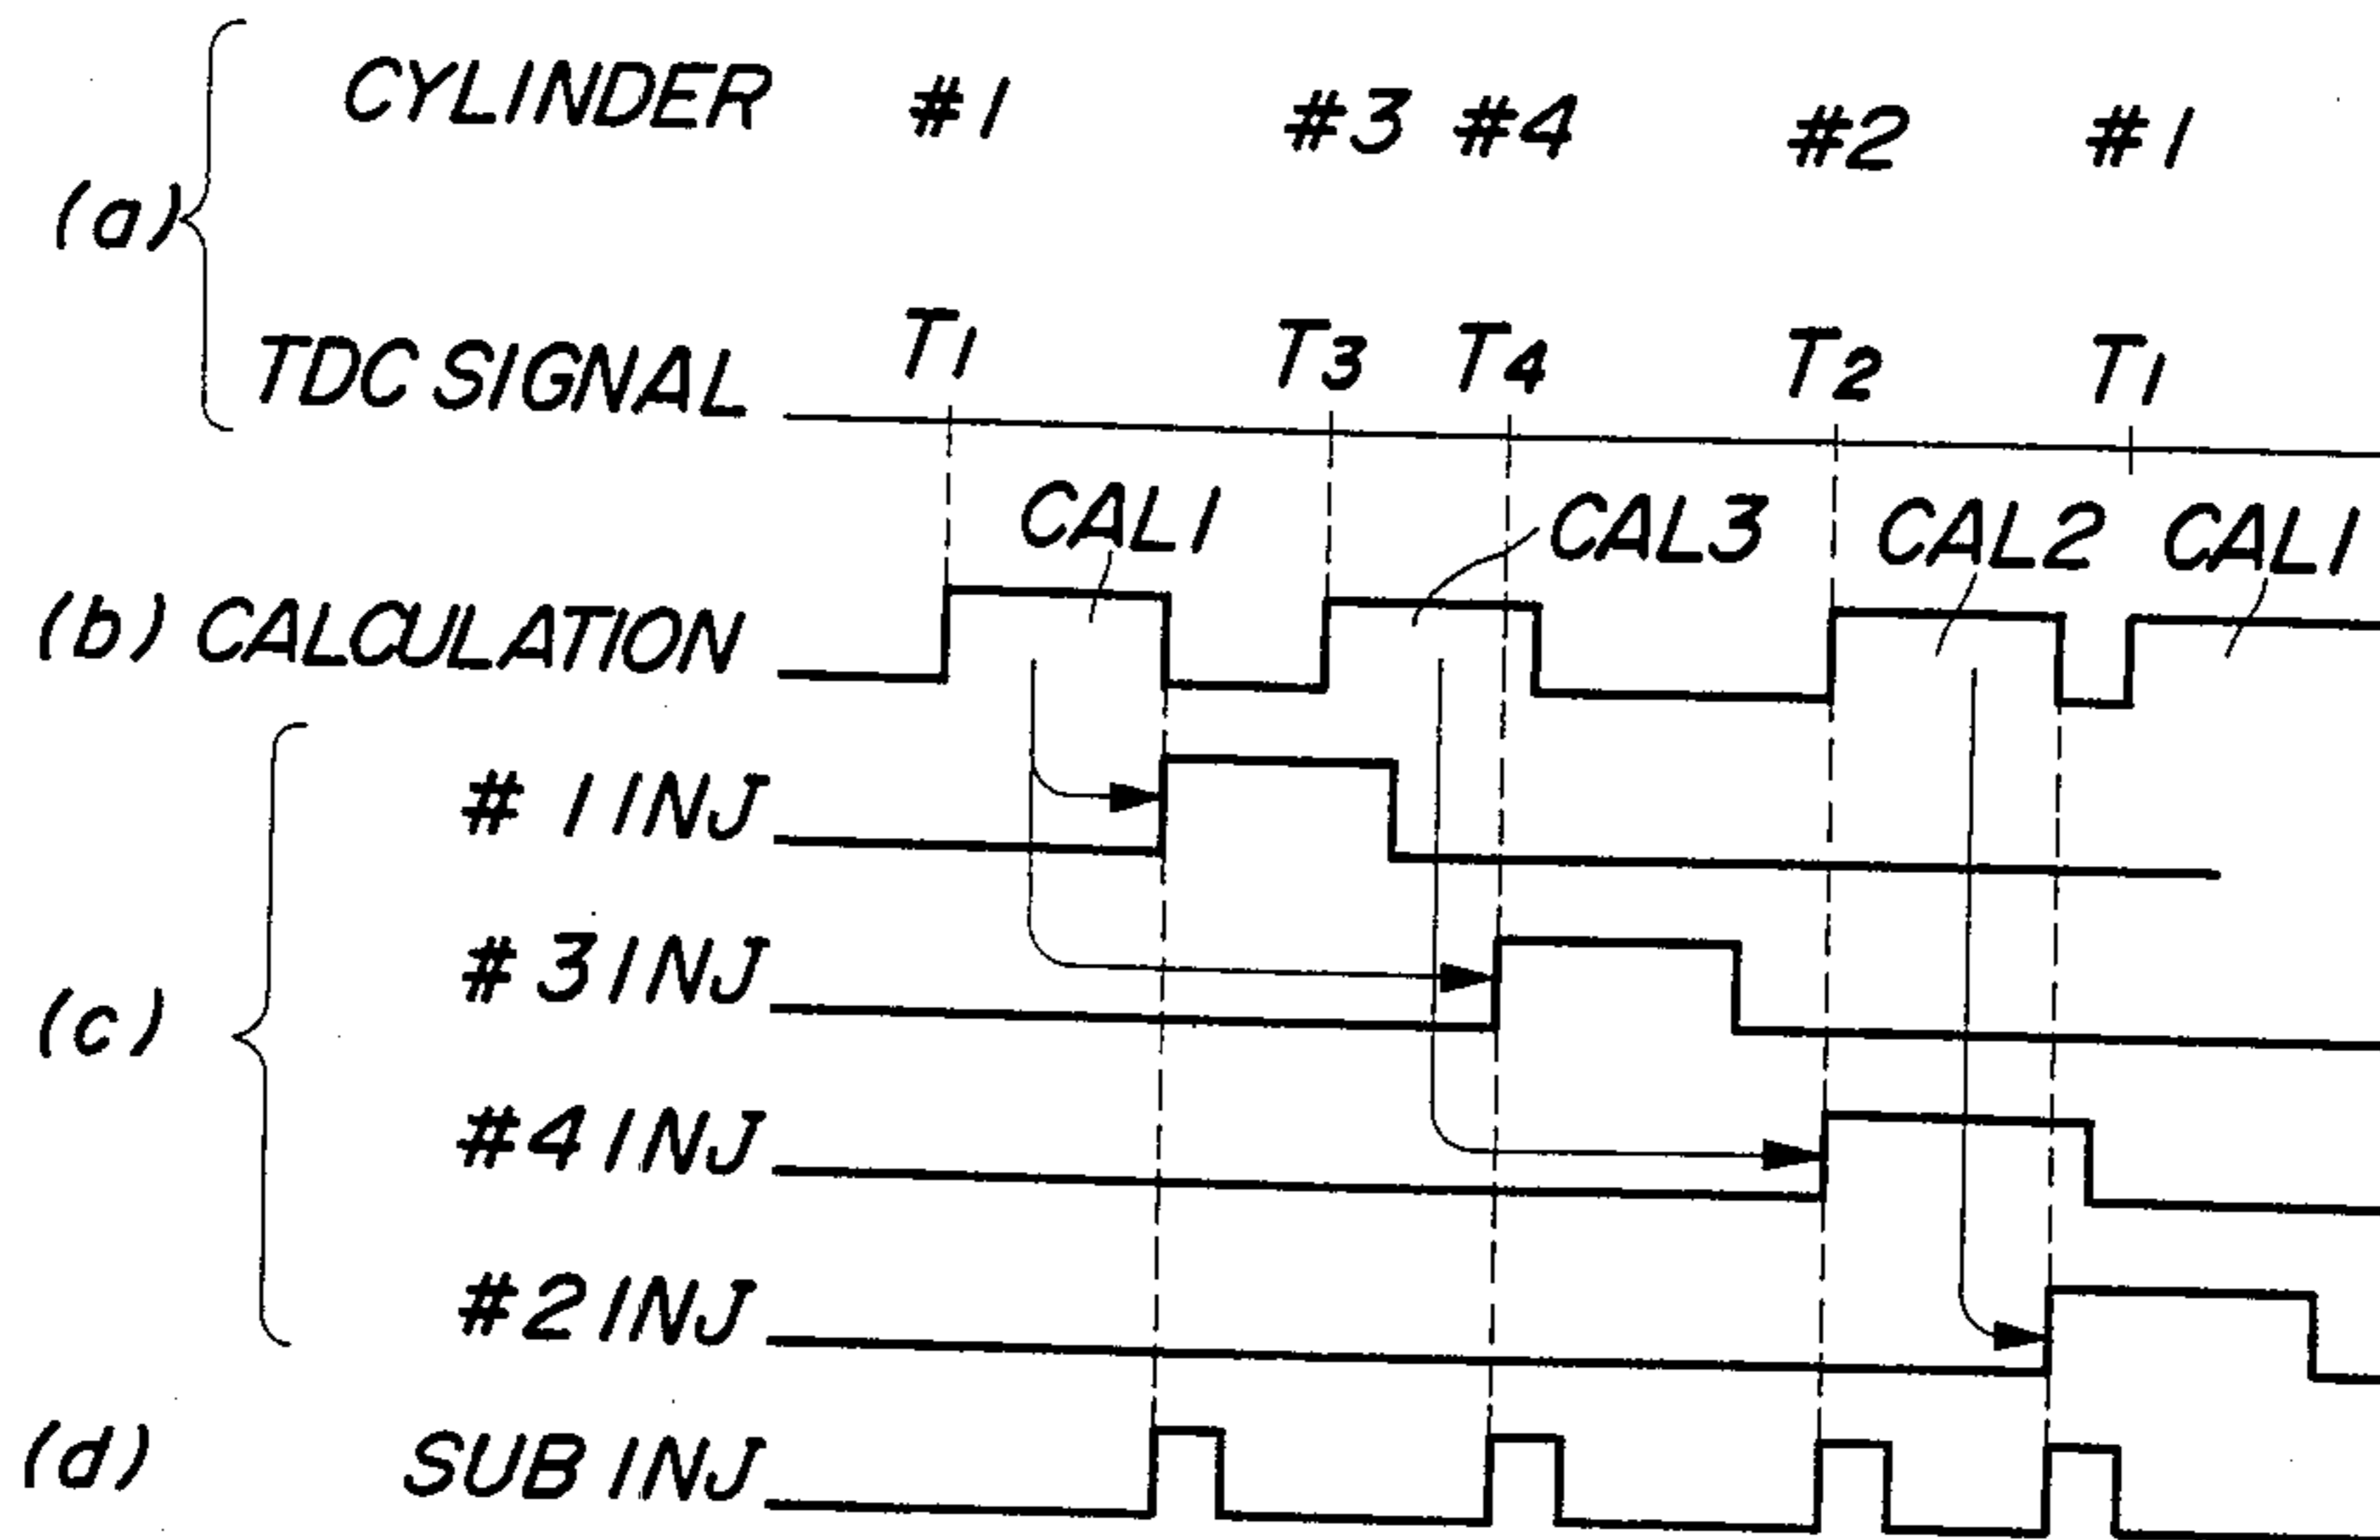 CYLINDER #1 #3 #4 #2 #1
(a)
TDC SIGNAL T1 T3 T4 T2 T1
CAL1 CAL3 CAL2 CAL1
(b) CALCULATION
#1 INJ
#3 INJ
(c)
#4 INJ
#2 INJ
(d) SUB INJ